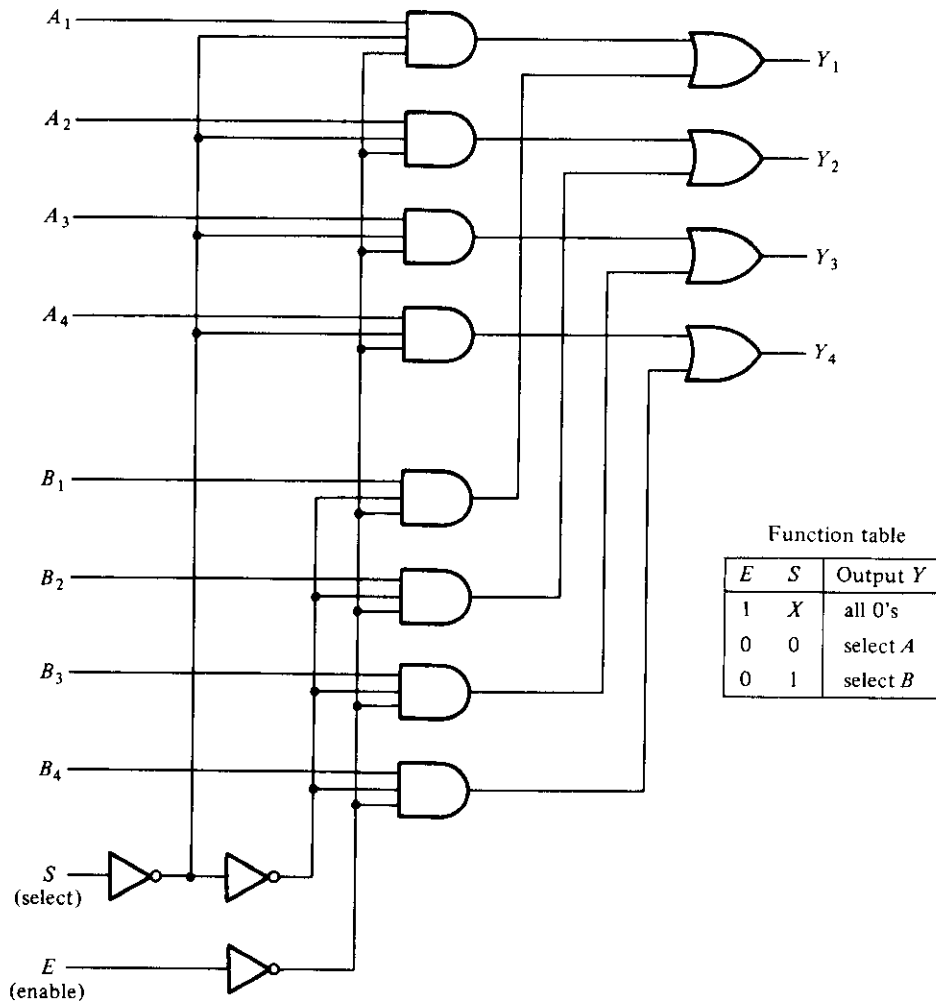 A1
Y1
A2
Y2
A3
Y3
A4
Y4
B1
B2
B3
B4
S
(select)
E
(enable)
Function table
E S Output Y
1 X all 0's
0 0 select A
0 1 select B